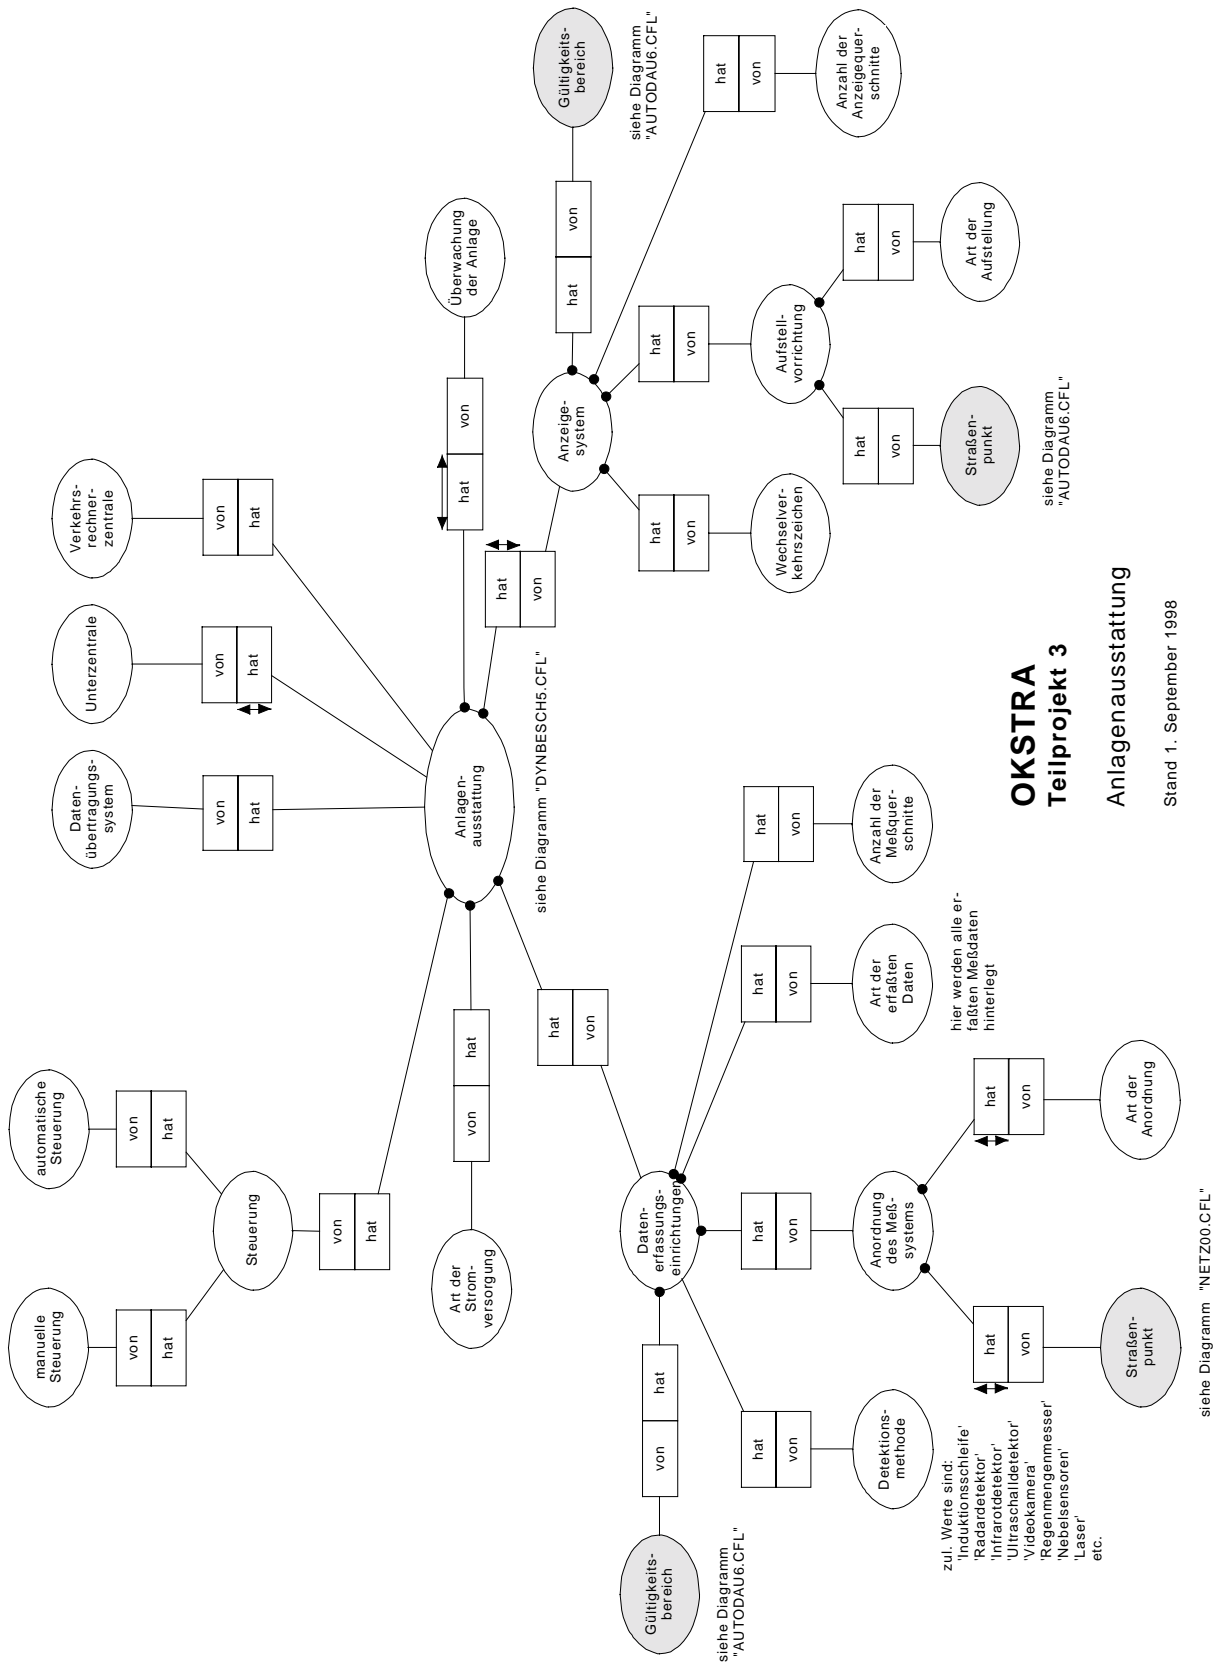 manuelle
Steuerung
automatische
Steuerung
von
hat
von
hat
Steuerung
von
hat
Daten-
übertragungs-
system
von
hat
Unterzentrale
von
hat
Verkehrs-
rechner-
zentrale
von
hat
Art der
Strom-
versorgung
von
hat
Anlagen-
ausstattung
siehe Diagramm "DYNBESCH5.CFL"
hat
von
Überwachung
der Anlage
hat
von
hat
von
Gültigkeits-
bereich
siehe Diagramm
"AUTODAU6.CFL"
von
hat
Daten-
erfassungs-
einrichtungen
Anzeige-
system
hat
von
Gültigkeits-
bereich
siehe Diagramm
"AUTODAU6.CFL"
hat
von
hat
von
hat
von
hat
von
hat
von
hat
von
hat
von
Detektions-
methode
Anordnung
des Meß-
systems
Art der
erfaßten
Daten
Anzahl der
Meßquer-
schnitte
Wechselver-
kehrszeichen
Aufstell-
vorrichtung
Anzahl der
Anzeigequer-
schnitte
zul. Werte sind:
'Induktionsschleife'
'Radardetektor'
'Infrarotdetektor'
'Ultraschalldetektor'
'Videokamera'
'Regenmengenmesser'
'Nebelsensoren'
'Laser'
etc.
hier werden alle er-
faßten Meßdaten
hinterlegt
hat
von
hat
von
hat
von
hat
von
Straßen-
punkt
Art der
Anordnung
siehe Diagramm "NETZ00.CFL"
Straßen-
punkt
Art der
Aufstellung
siehe Diagramm
"AUTODAU6.CFL"
OKSTRA
Teilprojekt 3
Anlagenausstattung
Stand 1. September 1998